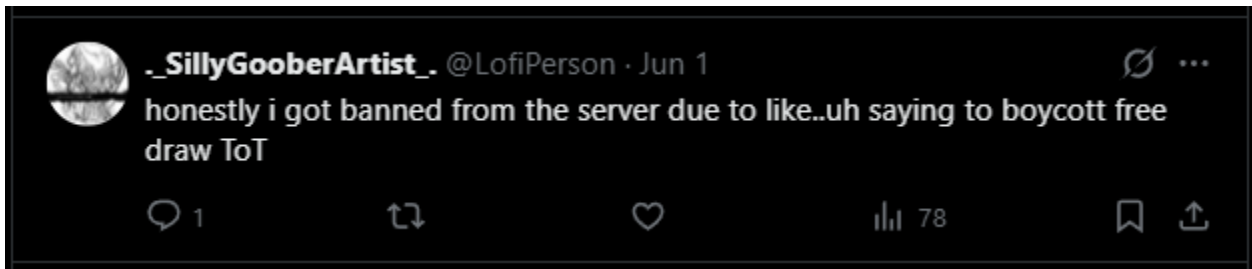 ._SillyGooberArtist_. @LofiPerson · Jun 1
honestly i got banned from the server due to like..uh saying to boycott free
draw ToT
1 78